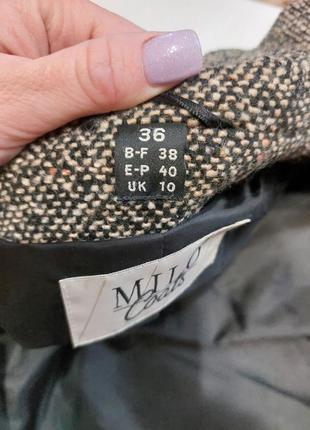 36
B-F 38
E-P 40
UK 10
MILO
Coats